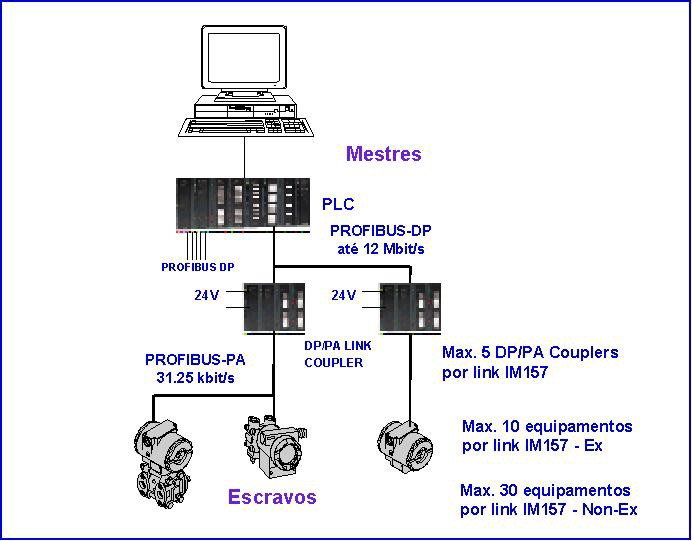 Mestres
PLC
PROFIBUS-DP
até 12 Mbit/s
PROFIBUS DP
24V
24V
DP/PA LINK
COUPLER
Max. 5 DP/PA Couplers
por link IM157
PROFIBUS-PA
31.25 kbit/s
Max. 10 equipamentos
por link IM157 - Ex
Escravos
Max. 30 equipamentos
por link IM157 - Non-Ex